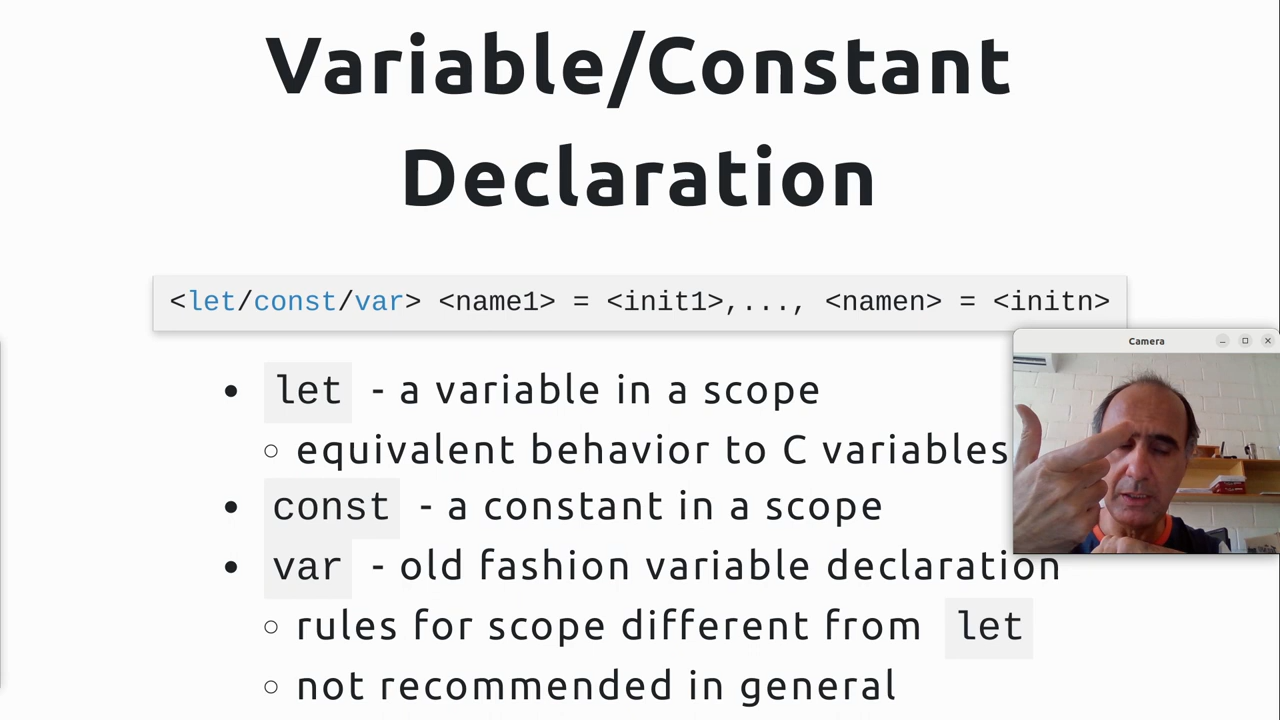 Variable/Constant
Declaration
<let/const/var> <name1> = <init1>,..., <namen> = <initn>
Camera
let - a variable in a scope
equivalent behavior to C variables
const - a constant in a scope
var - old fashion variable declaration
rules for scope different from let
not recommended in general